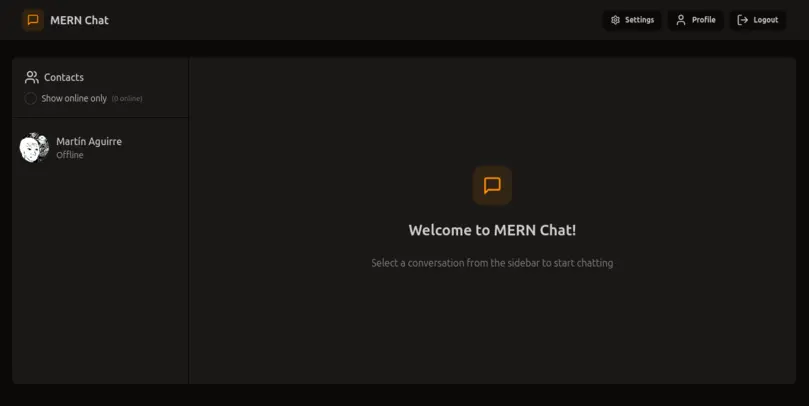 MERN Chat
Settings
Profile
Logout
Contacts
Show online only (0 online)
Martín Aguirre
Offline
Welcome to MERN Chat!
Select a conversation from the sidebar to start chatting